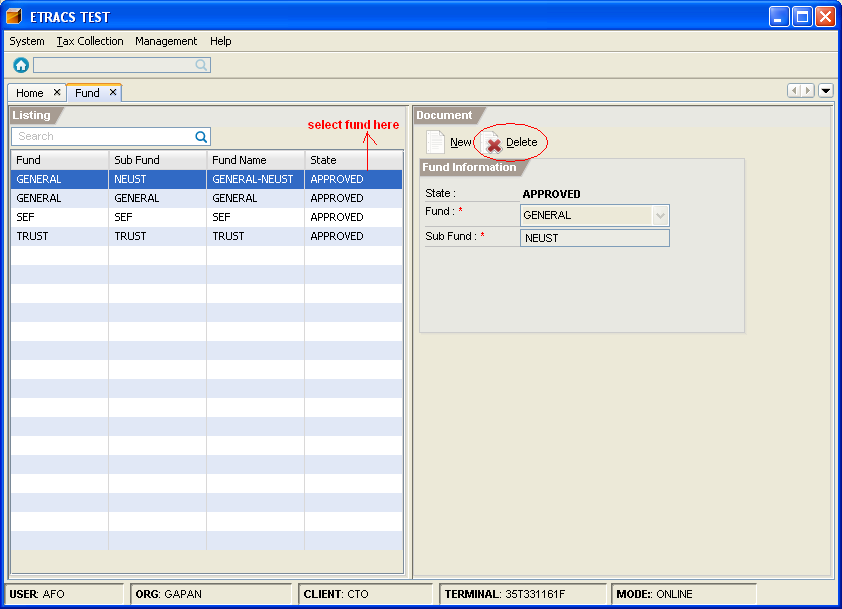 ETRACS TEST
System Tax Collection Management Help
Home Fund
Listing
Search
select fund here
Fund Sub Fund Fund Name State
GENERAL NEUST GENERAL-NEUST APPROVED
GENERAL GENERAL GENERAL APPROVED
SEF SEF SEF APPROVED
TRUST TRUST TRUST APPROVED
Document
New Delete
Fund Information
State : APPROVED
Fund : * GENERAL
Sub Fund : * NEUST
USER: AFO ORG: GAPAN CLIENT: CTO TERMINAL: 35T331161F MODE:: ONLINE